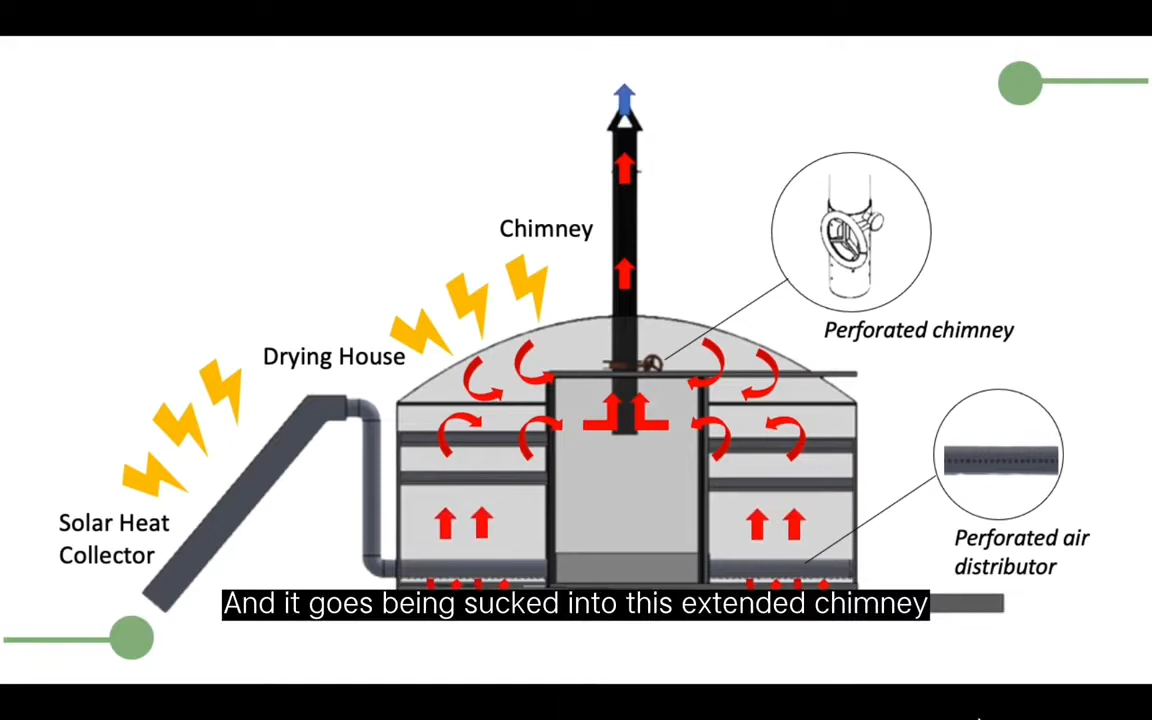 Chimney
Perforated chimney
Drying House
Solar Heat
Collector
Perforated air
distributor
And it goes being sucked into this extended chimney